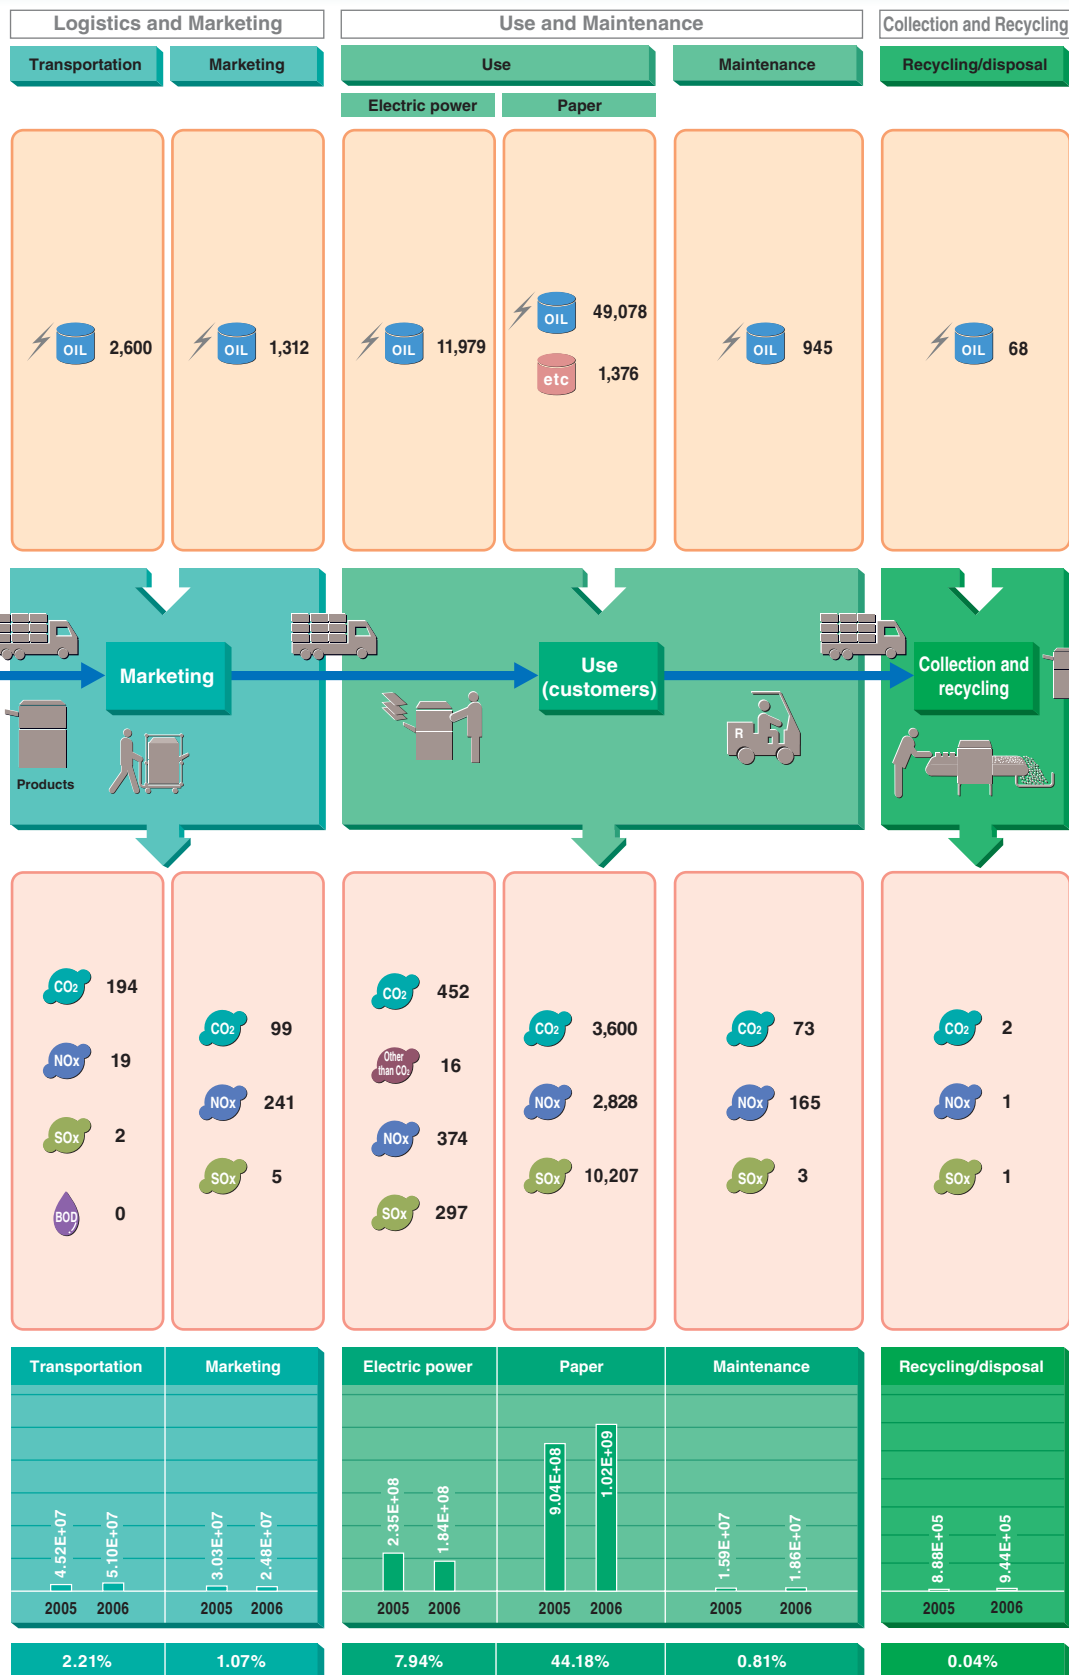 Logistics and Marketing
Use and Maintenance
Collection and Recycling
Transportation
Marketing
Use
Maintenance
Recycling/disposal
Electric power
Paper
OIL 2,600
OIL 1,312
OIL 11,979
OIL 49,078
etc 1,376
OIL 945
OIL 68
Marketing
Products
Use
(customers)
R
Collection and
recycling
CO2 194
NOx 19
SOx 2
BOD 0
CO2 99
NOx 241
SOx 5
CO2 452
Other
than CO2 16
NOx 374
SOx 297
CO2 3,600
NOx 2,828
SOx 10,207
CO2 73
NOx 165
SOx 3
CO2 2
NOx 1
SOx 1
Transportation
4.52E+07
5.10E+07
2005 2006
Marketing
3.03E+07
2.48E+07
2005 2006
Electric power
2.35E+08
1.84E+08
2005 2006
Paper
9.04E+08
1.02E+09
2005 2006
Maintenance
1.59E+07
1.86E+07
2005 2006
Recycling/disposal
8.88E+05
9.44E+05
2005 2006
2.21%
1.07%
7.94%
44.18%
0.81%
0.04%